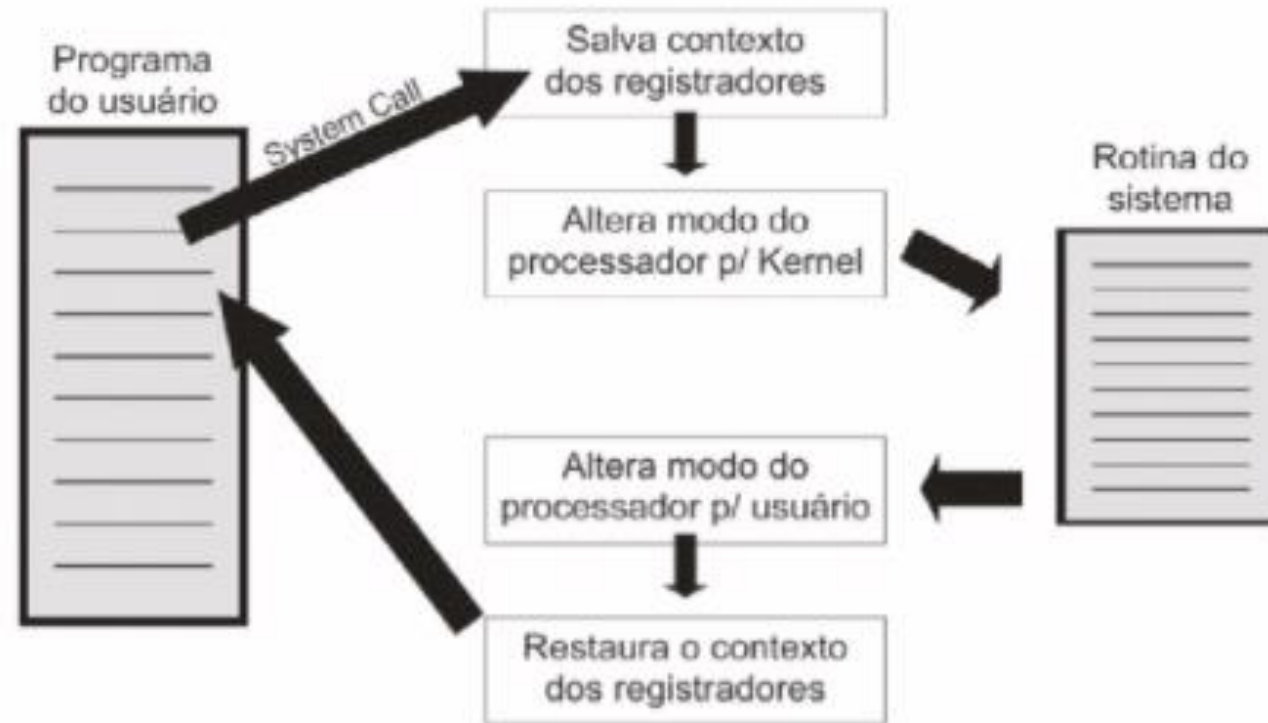 Programa
do usuário
System Call
Salva contexto
dos registradores
Altera modo do
processador p/ Kernel
Rotina do
sistema
Altera modo do
processador p/ usuário
Restaura o contexto
dos registradores